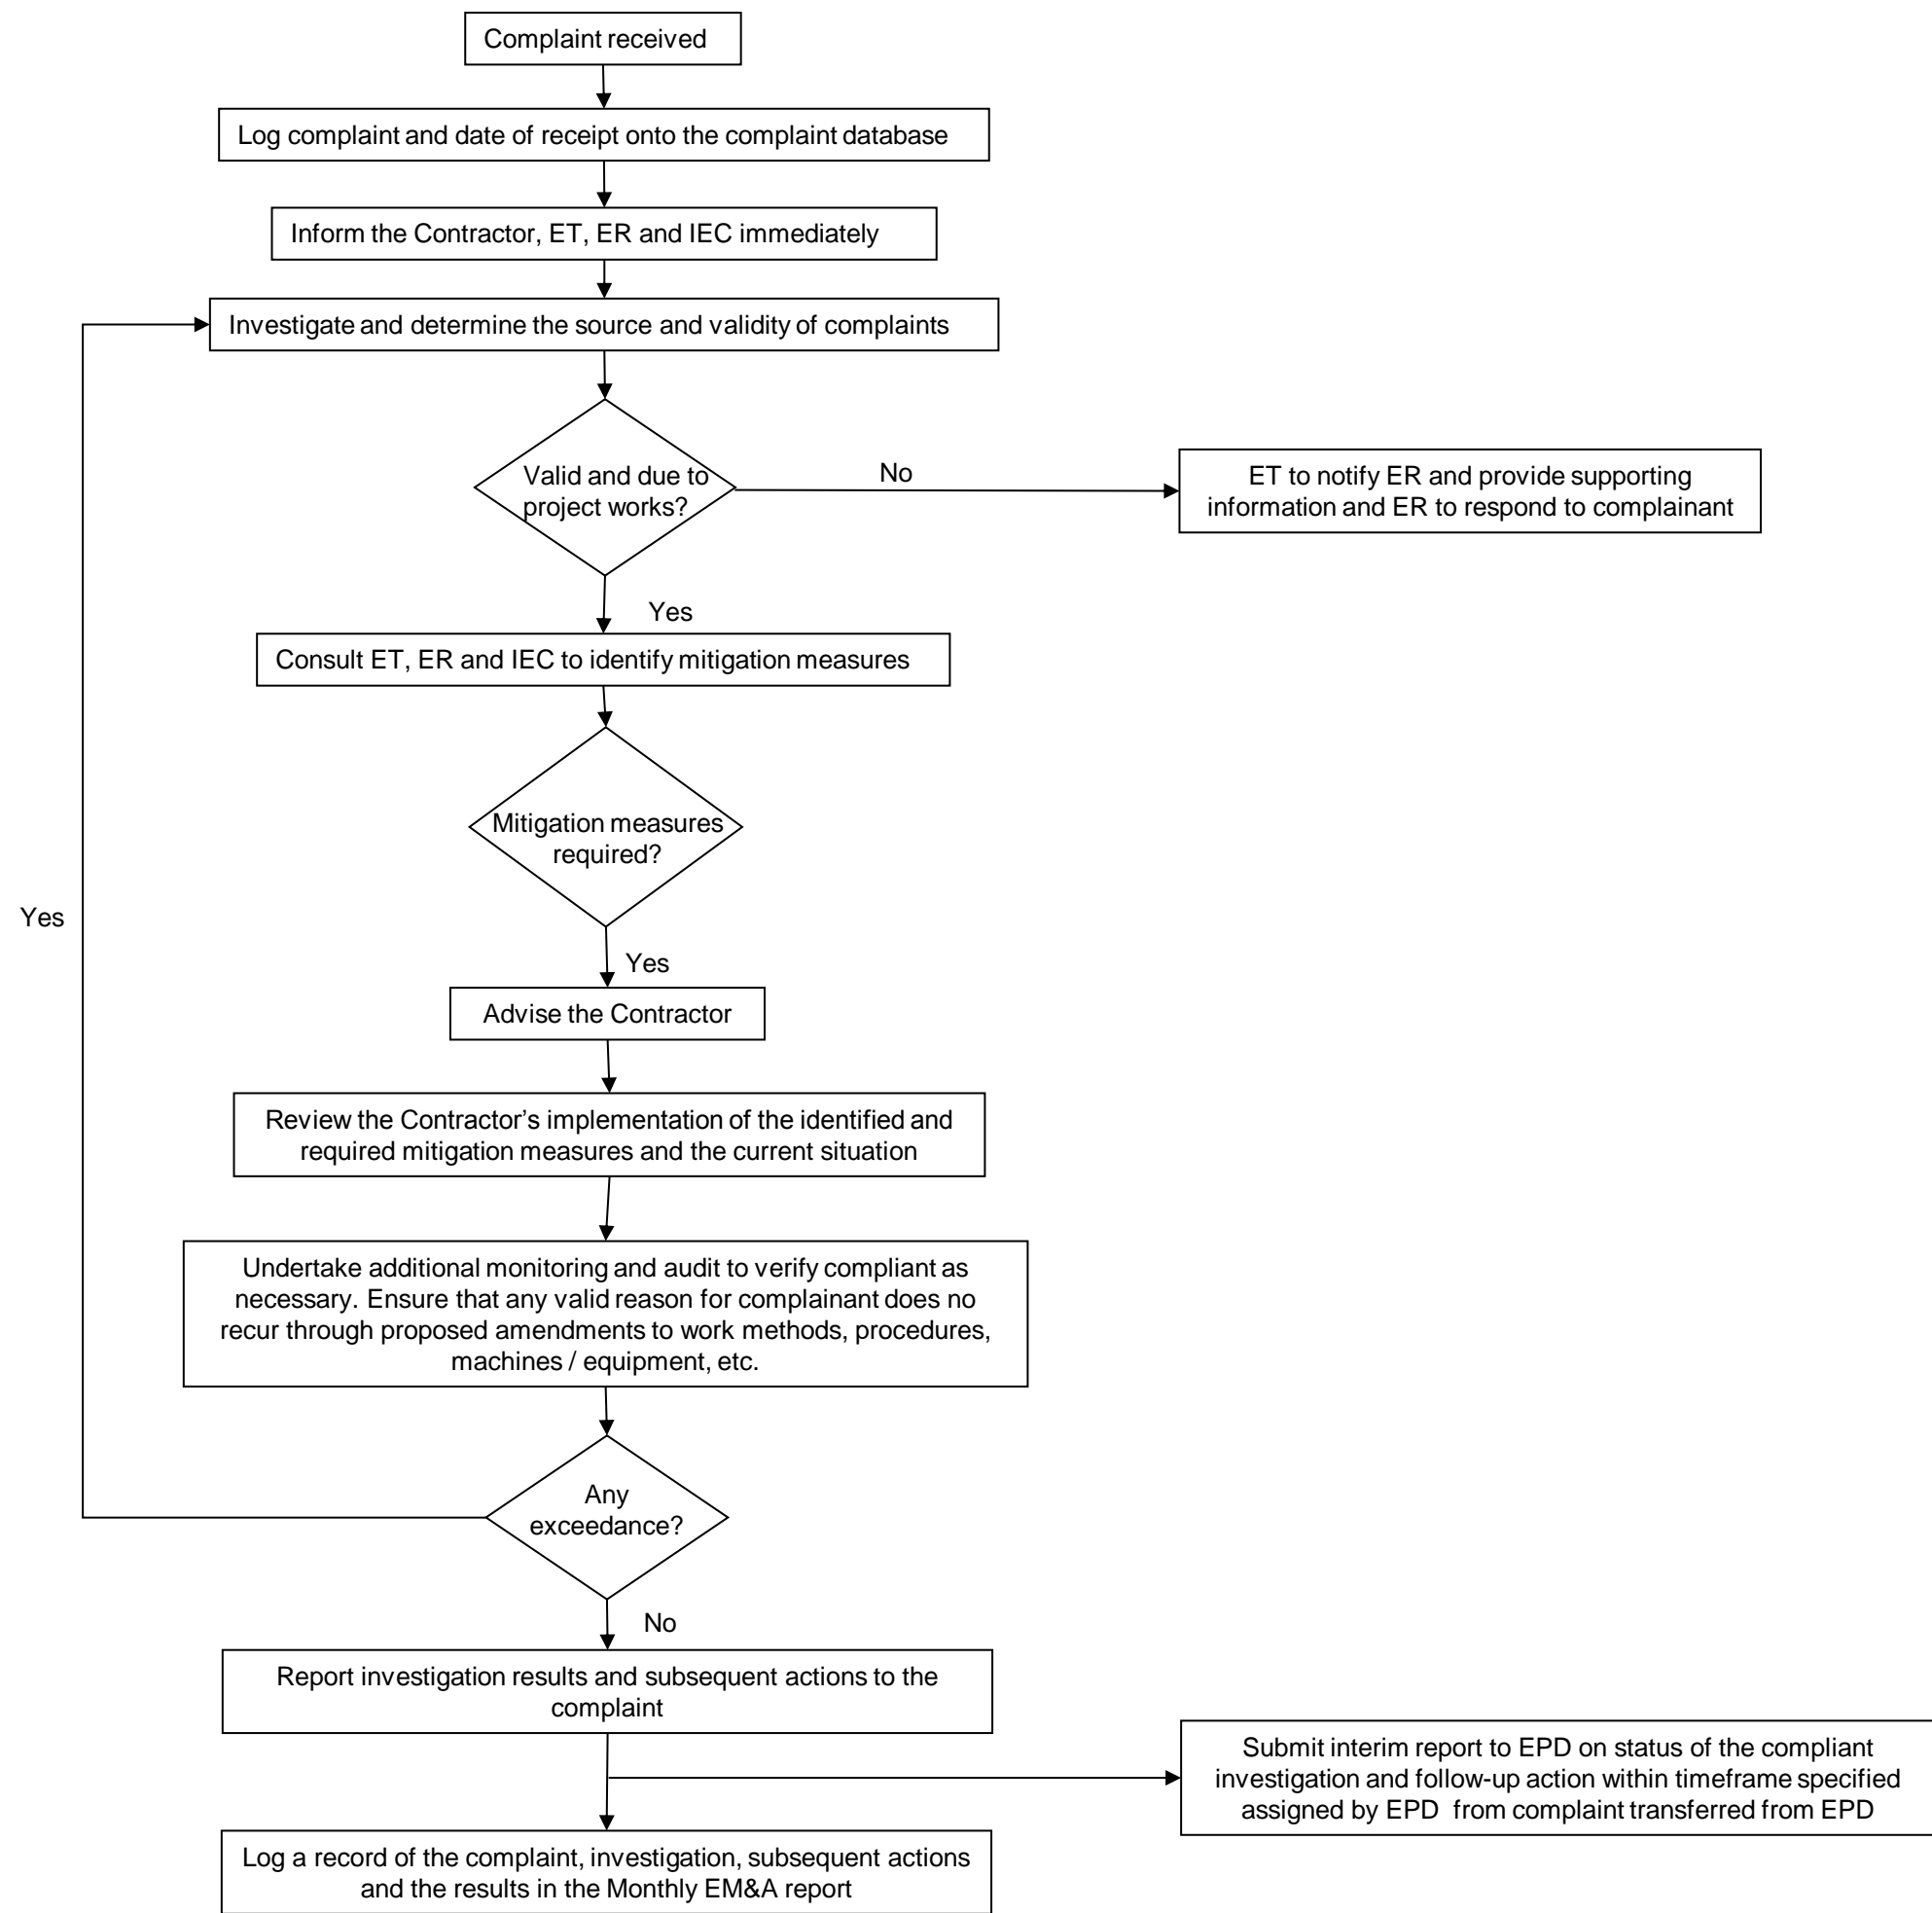 Complaint received
Log complaint and date of receipt onto the complaint database
Inform the Contractor, ET, ER and IEC immediately
Investigate and determine the source and validity of complaints
Valid and due to
project works?
No
ET to notify ER and provide supporting
information and ER to respond to complainant
Yes
Consult ET, ER and IEC to identify mitigation measures
Mitigation measures
required?
Yes
Yes
Advise the Contractor
Review the Contractor’s implementation of the identified and
required mitigation measures and the current situation
Undertake additional monitoring and audit to verify compliant as
necessary. Ensure that any valid reason for complainant does no
recur through proposed amendments to work methods, procedures,
machines / equipment, etc.
Any
exceedance?
No
Report investigation results and subsequent actions to the
complaint
Submit interim report to EPD on status of the compliant
investigation and follow-up action within timeframe specified
assigned by EPD  from complaint transferred from EPD
Log a record of the complaint, investigation, subsequent actions
and the results in the Monthly EM&A report